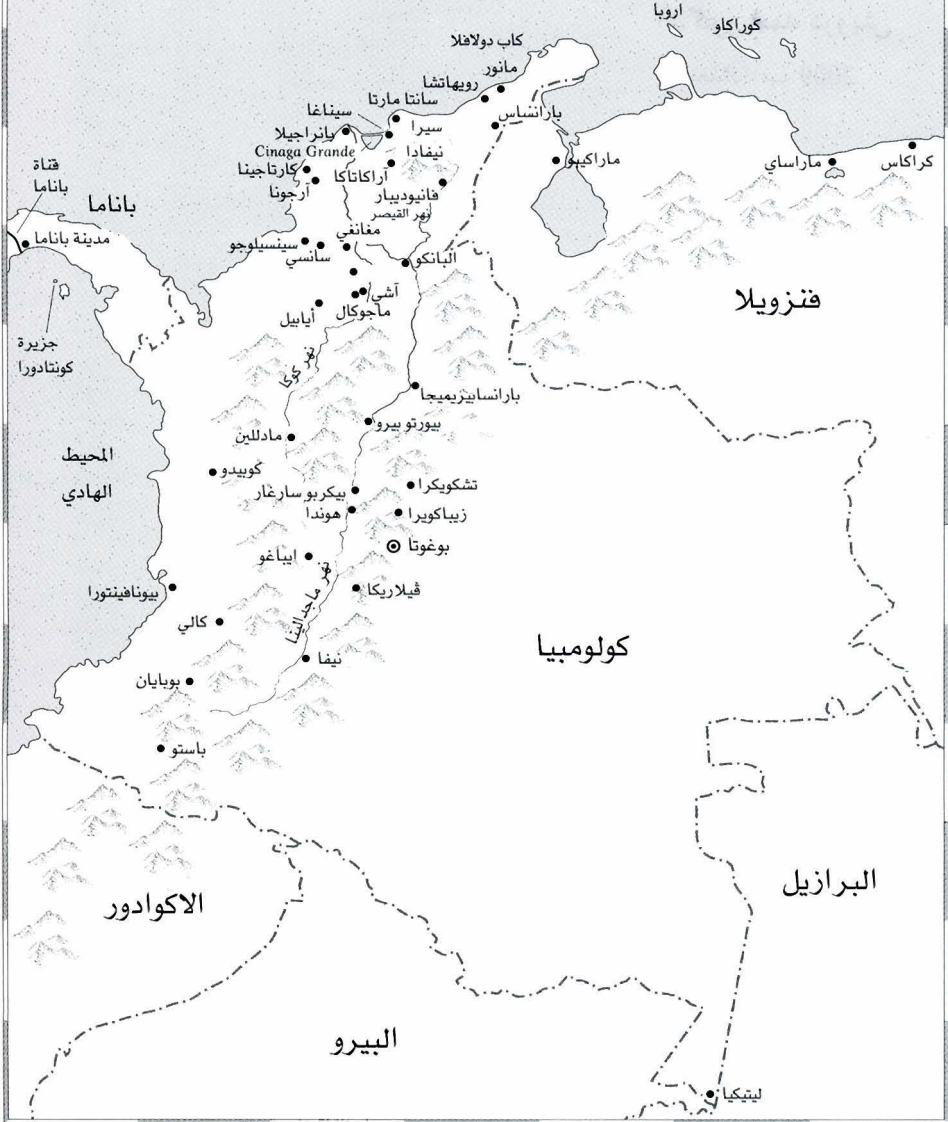 اروبا
كوراكاو
كاب دولافلا
مانور
رويهاتشا
سانتا مارتا
سيناغا
بارانساس
سيرا
نيفادا
بانراجيلا
Cinaga Grande
ماراكيبو
ماراساي
كراكاس
قناة
باناما
باناما
كارتاجينا
أراكاتاكا
أرجونا
فانيوديبار
نهر القيصر
مغانغي
مدينة باناما
سينسيلوجو
سانسي
البانكو
آشي
ماجوكال
أيابيل
فنزويلا
جزيرة
كونتادورا
نهر كوكا
بارانسابيزيميجا
بيورتو بيرو
مادللين
المحيط
الهادي
كوبيدو
تشكويكرا
بيكربو سارغار
هوندا
زيباكويرا
بوغوتا
ايباغو
بيونافينتورا
نهر ماجدالينا
ڤيلاريكا
كالي
كولومبيا
نيفا
بوبايان
باستو
البرازيل
الاكوادور
البيرو
ليتيكيا